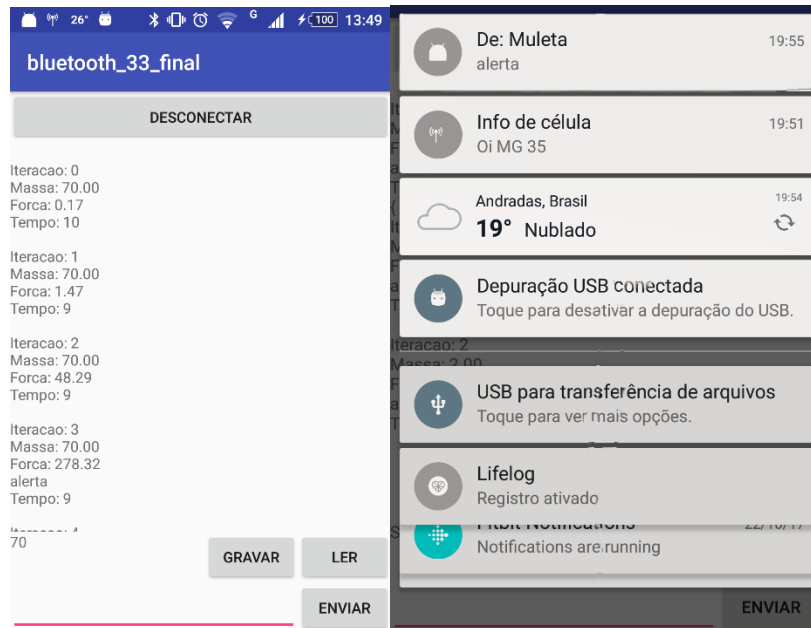 26°
G
100
13:49
bluetooth_33_final
DESCONECTAR
Iteracao: 0
Massa: 70.00
Forca: 0.17
Tempo: 10
Iteracao: 1
Massa: 70.00
Forca: 1.47
Tempo: 9
Iteracao: 2
Massa: 70.00
Forca: 48.29
Tempo: 9
Iteracao: 3
Massa: 70.00
Forca: 278.32
alerta
Tempo: 9
Iteracao: 4
70
GRAVAR
LER
ENVIAR
De: Muleta
19:55
alerta
Info de célula
19:51
Oi MG 35
Andradas, Brasil
19:54
19° Nublado
Depuração USB conectada
Toque para desativar a depuração do USB.
Iteracao: 2
Massa: 2.00
USB para transferência de arquivos
Toque para ver mais opções.
Lifelog
Registro ativado
Fitbit Notifications
22/10/17
Notifications are running
ENVIAR